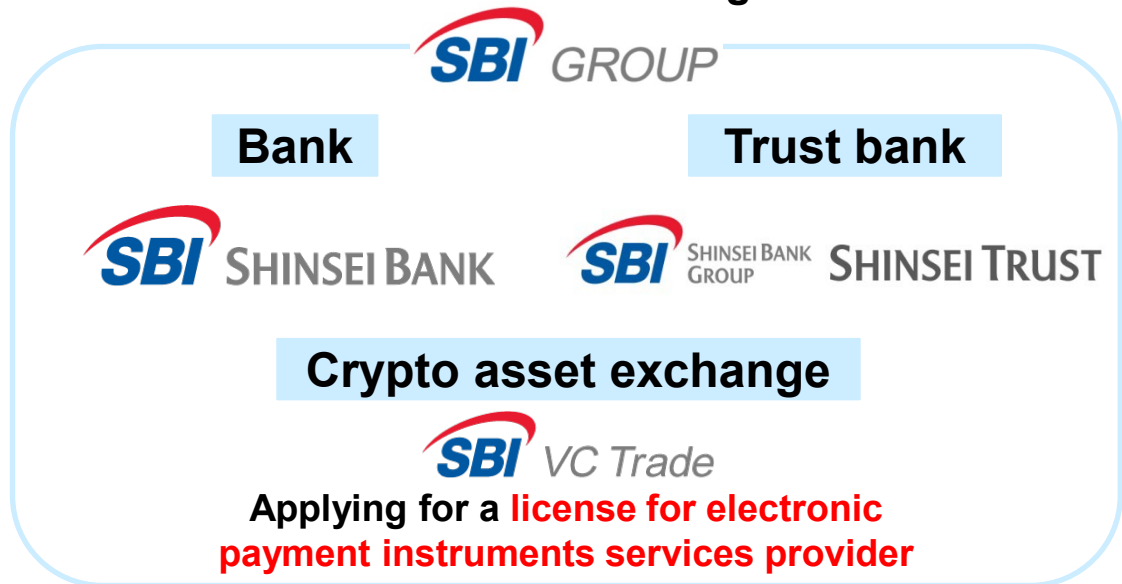 SBI GROUP
Bank
Trust bank
SBI SHINSEI BANK
SBI SHINSEI BANK GROUP SHINSEI TRUST
Crypto asset exchange
SBI VC Trade
Applying for a license for electronic
payment instruments services provider